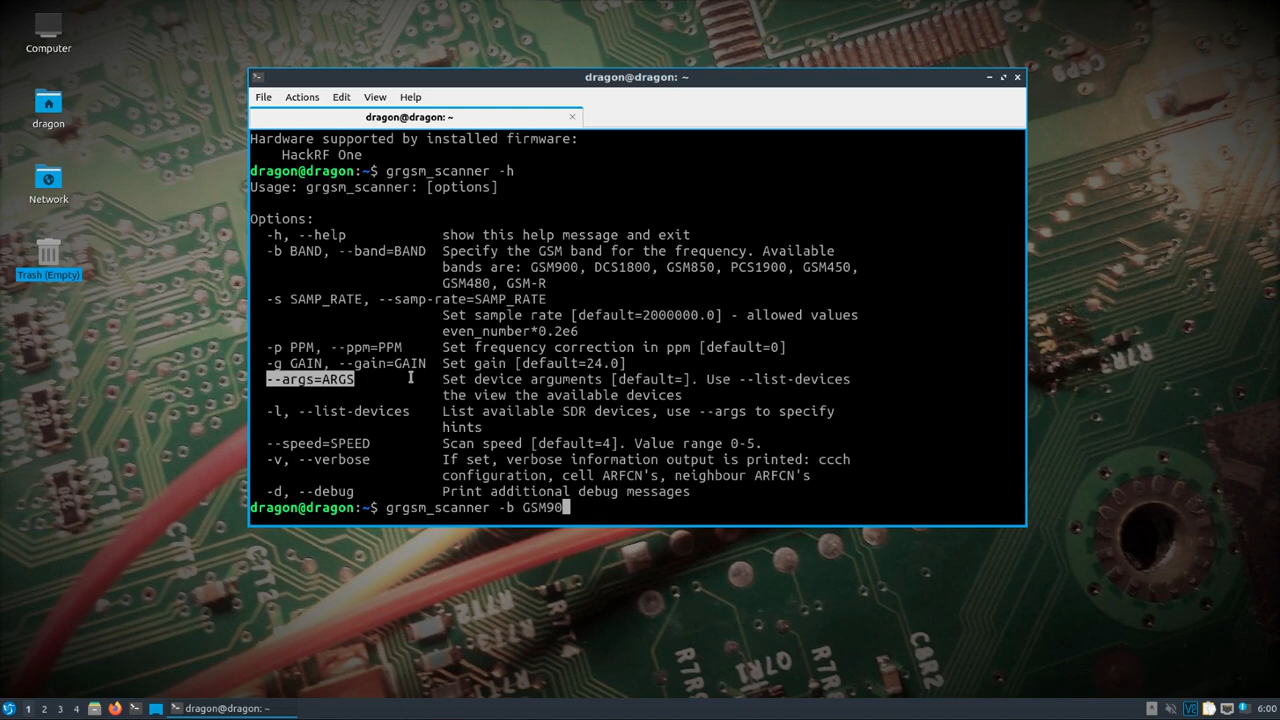 Computer
dragon
Network
Trash (Empty)
dragon@dragon: ~
File Actions Edit View Help
dragon@dragon: ~
Hardware supported by installed firmware:
    HackRF One
dragon@dragon:~$ grgsm_scanner -h
Usage: grgsm_scanner: [options]
Options:
  -h, --help            show this help message and exit
  -b BAND, --band=BAND  Specify the GSM band for the frequency. Available
                        bands are: GSM900, DCS1800, GSM850, PCS1900, GSM450,
                        GSM480, GSM-R
  -s SAMP_RATE, --samp-rate=SAMP_RATE
                        Set sample rate [default=2000000.0] - allowed values
                        even_number*0.2e6
  -p PPM, --ppm=PPM     Set frequency correction in ppm [default=0]
  -g GAIN, --gain=GAIN  Set gain [default=24.0]
  --args=ARGS           Set device arguments [default=]. Use --list-devices
                        the view the available devices
  -l, --list-devices    List available SDR devices, use --args to specify
                        hints
  --speed=SPEED         Scan speed [default=4]. Value range 0-5.
  -v, --verbose         If set, verbose information output is printed: ccch
                        configuration, cell ARFCN's, neighbour ARFCN's
  -d, --debug           Print additional debug messages
dragon@dragon:~$ grgsm_scanner -b GSM90
1 2 3 4 dragon@dragon: ~ 6:00